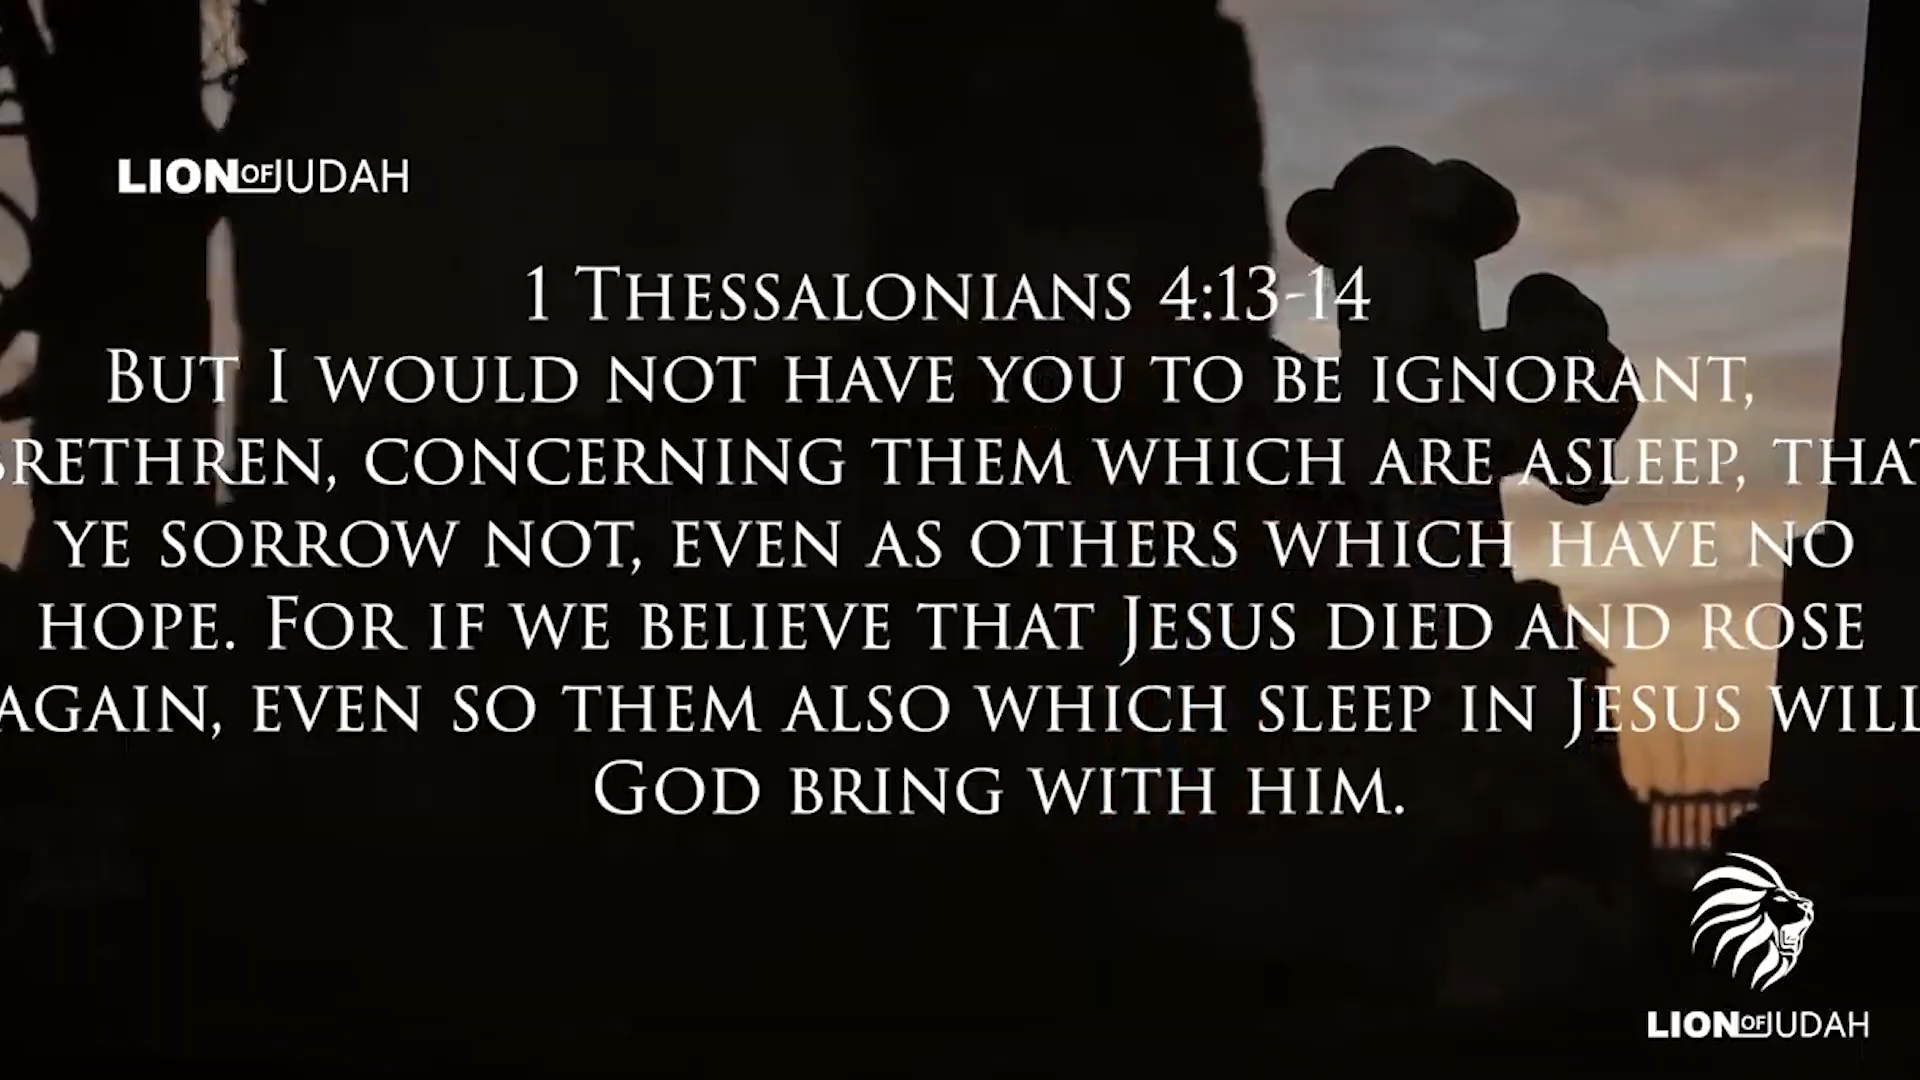 LION OF JUDAH
1 Thessalonians 4:13-14
But I would not have you to be ignorant,
brethren, concerning them which are asleep, that
ye sorrow not, even as others which have no
hope. For if we believe that Jesus died and rose
again, even so them also which sleep in Jesus will
God bring with him.
LION OF JUDAH